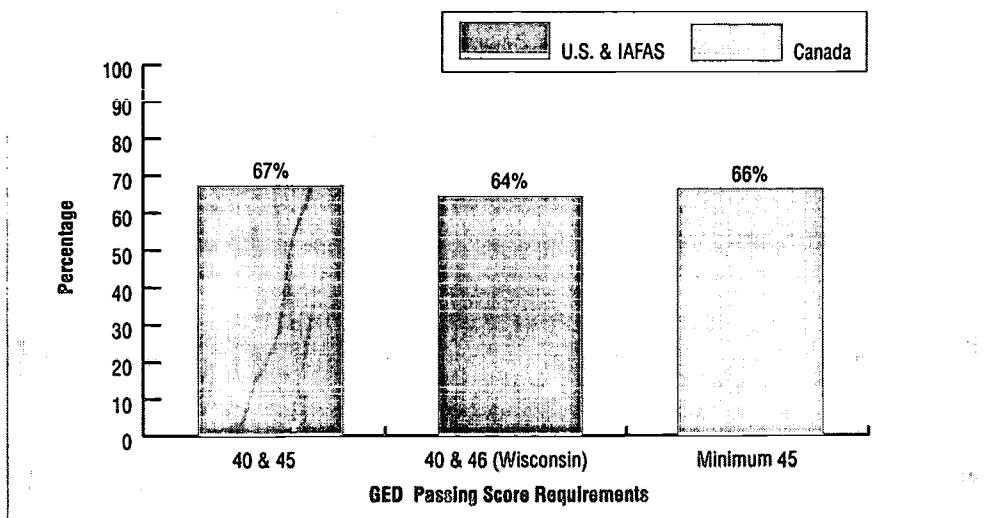 U.S. & IAFAS Canada
100
90
80
70
60
50
40
30
20
10
0
Percentage
67%
64%
66%
40 & 45
40 & 46 (Wisconsin)
Minimum 45
GED Passing Score Requirements